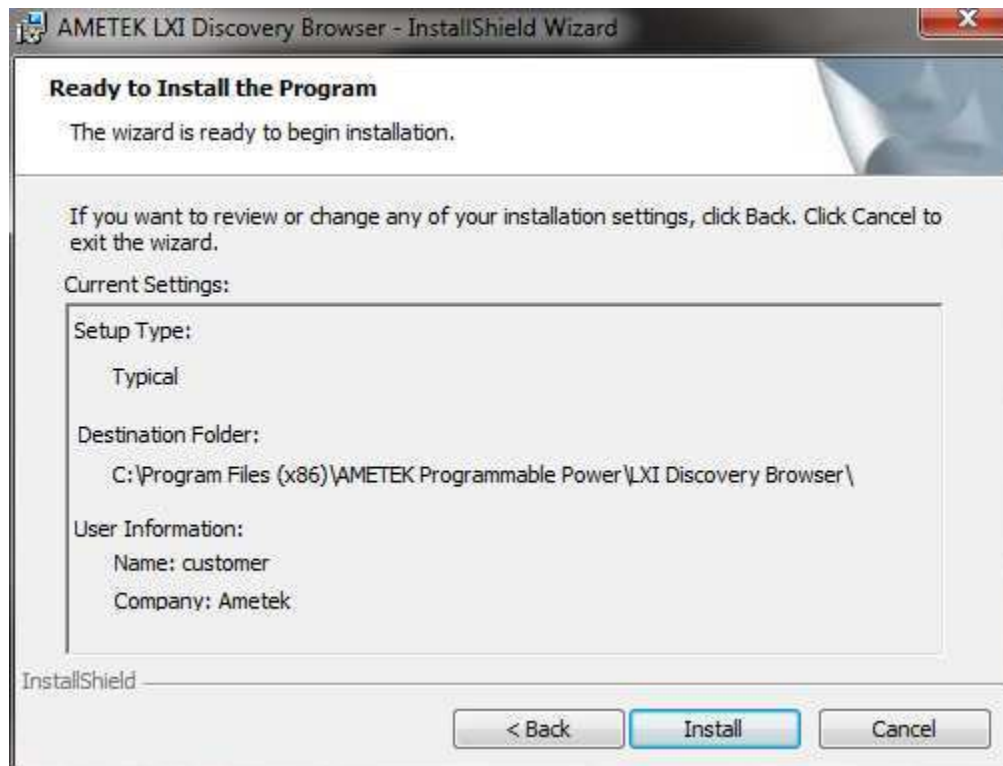 AMETEK LXI Discovery Browser - InstallShield Wizard
Ready to Install the Program
The wizard is ready to begin installation.
If you want to review or change any of your installation settings, click Back. Click Cancel to
exit the wizard.
Current Settings:
Setup Type:
Typical
Destination Folder:
C:\Program Files (x86)\AMETEK Programmable Power\LXI Discovery Browser\
User Information:
Name: customer
Company: Ametek
InstallShield
< Back
Install
Cancel